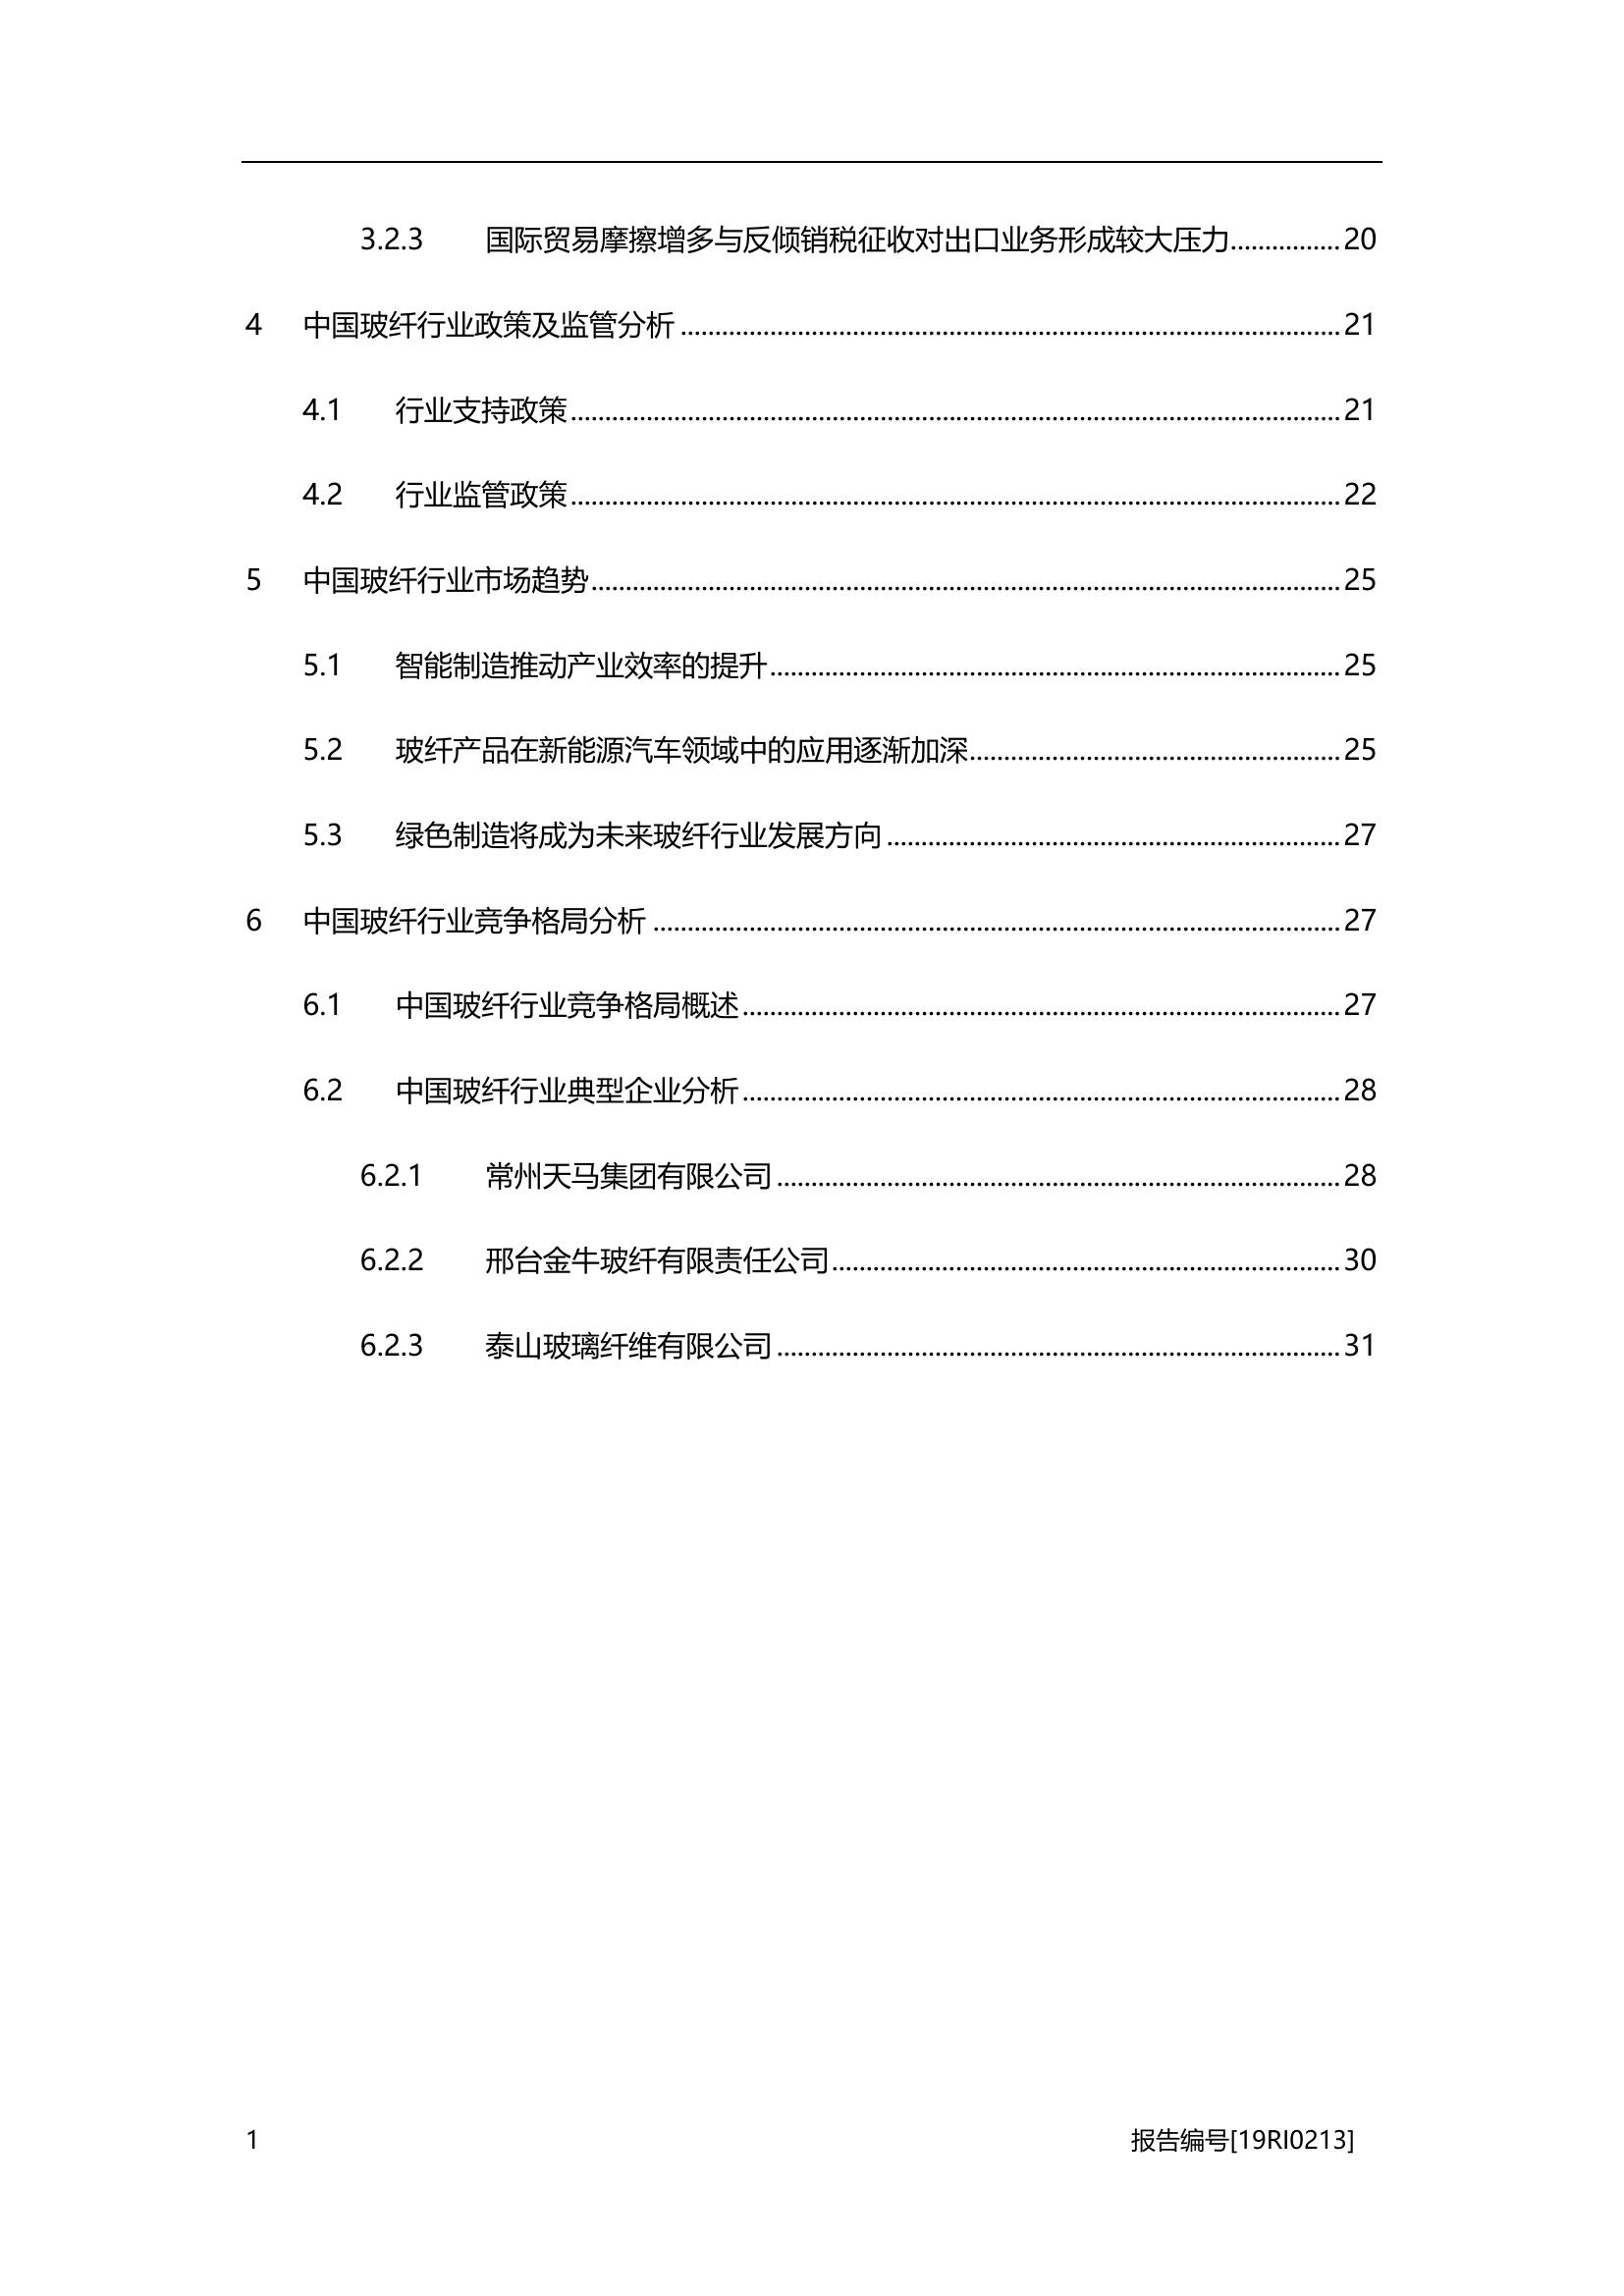 3.2.3 国际贸易摩擦增多与反倾销税征收对出口业务形成较大压力................20
4 中国玻纤行业政策及监管分析................................................................................................21
4.1 行业支持政策................................................................................................................21
4.2 行业监管政策................................................................................................................22
5 中国玻纤行业市场趋势.............................................................................................................25
5.1 智能制造推动产业效率的提升...................................................................................25
5.2 玻纤产品在新能源汽车领域中的应用逐渐加深......................................................25
5.3 绿色制造将成为未来玻纤行业发展方向..................................................................27
6 中国玻纤行业竞争格局分析....................................................................................................27
6.1 中国玻纤行业竞争格局概述.......................................................................................27
6.2 中国玻纤行业典型企业分析.......................................................................................28
6.2.1 常州天马集团有限公司..................................................................................28
6.2.2 邢台金牛玻纤有限责任公司..........................................................................30
6.2.3 泰山玻璃纤维有限公司..................................................................................31
1 报告编号[19RI0213]